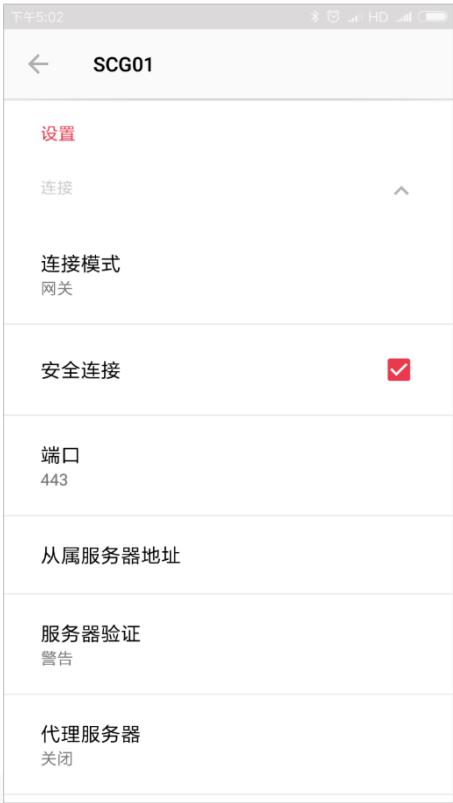 下午5:02 HD
SCG01
设置
连接
连接模式
网关
安全连接
端口
443
从属服务器地址
服务器验证
警告
代理服务器
关闭